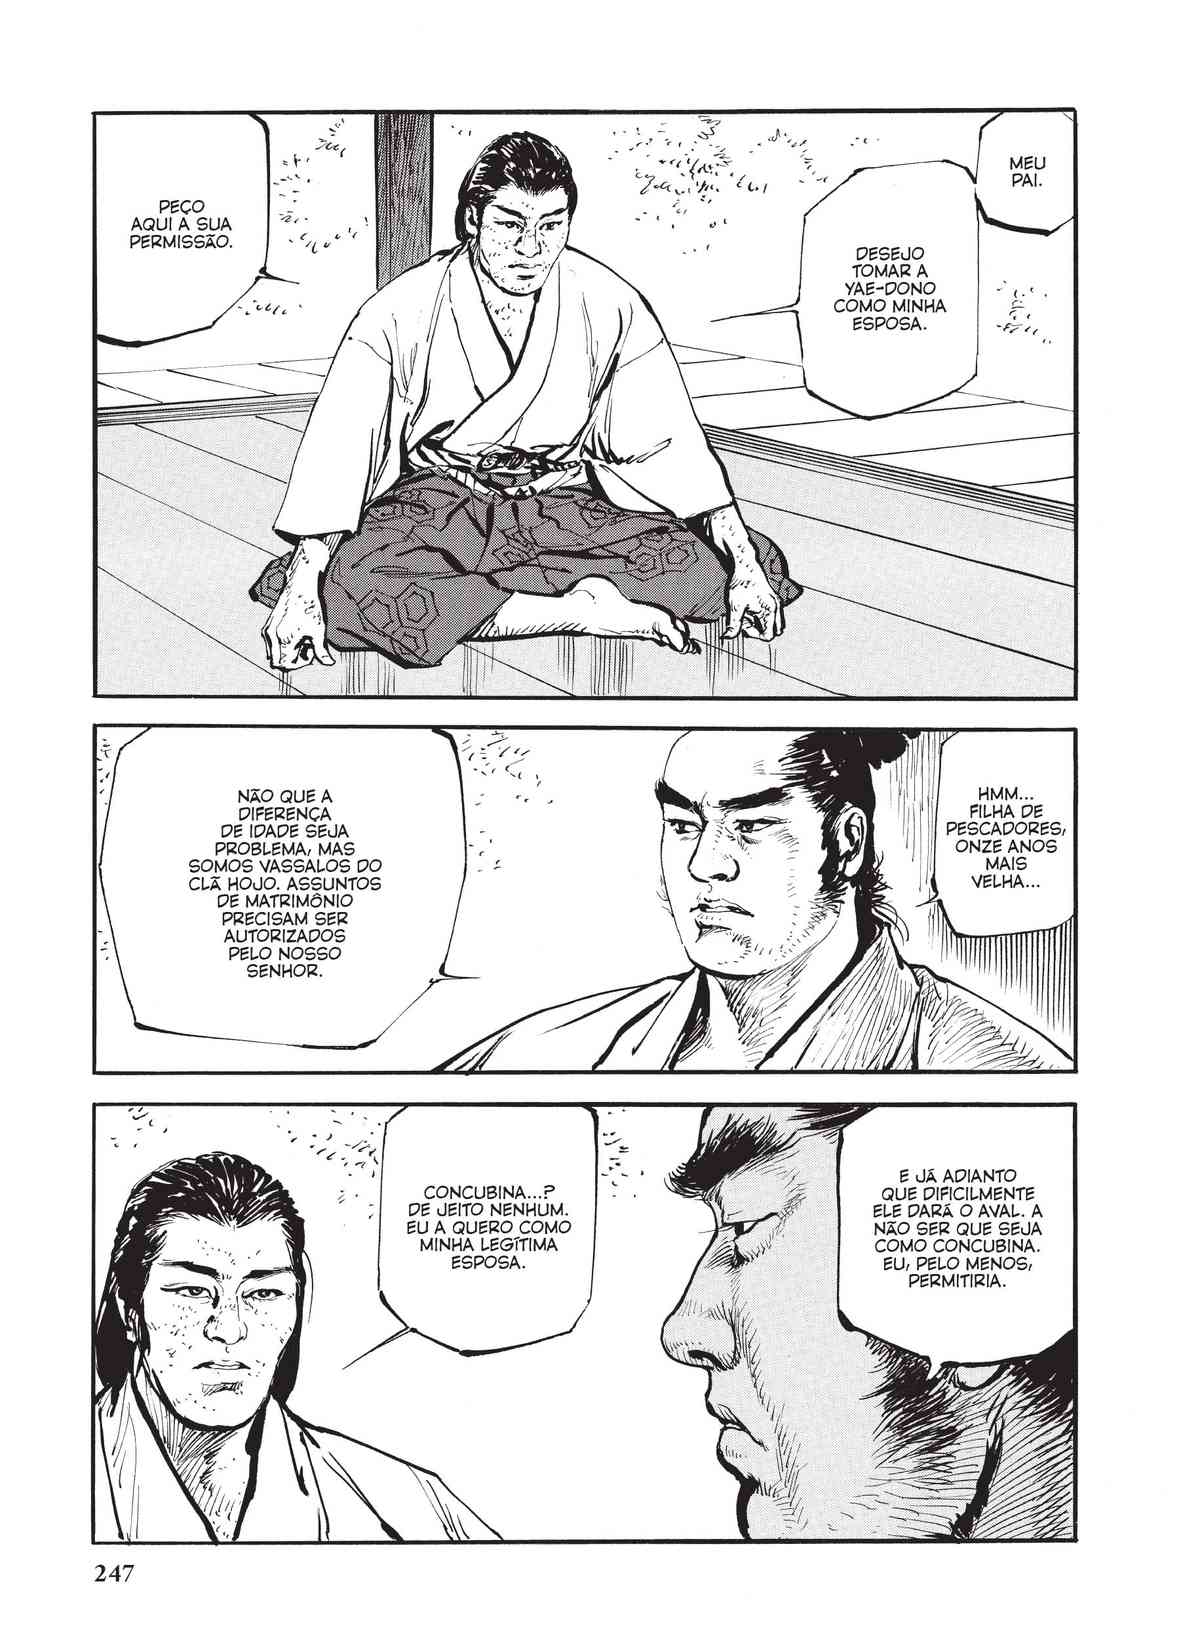 MEU
PAI.
DESEJO
TOMAR A
YAE-DONO
COMO MINHA
ESPOSA.
PEÇO
AQUI A SUA
PERMISSÃO.
HMM...
FILHA DE
PESCADORES,
ONZE ANOS
MAIS
VELHA...
NÃO QUE A
DIFERENÇA
DE IDADE SEJA
PROBLEMA, MAS
SOMOS VASSALOS DO
CLÃ HOJO. ASSUNTOS
DE MATRIMÔNIO
PRECISAM SER
AUTORIZADOS
PELO NOSSO
SENHOR.
E JÁ ADIANTO
QUE DIFICILMENTE
ELE DARÁ O AVAL. A
NÃO SER QUE SEJA
COMO CONCUBINA.
EU, PELO MENOS,
PERMITIRIA.
CONCUBINA...?
DE JEITO NENHUM.
EU A QUERO COMO
MINHA LEGÍTIMA
ESPOSA.
247